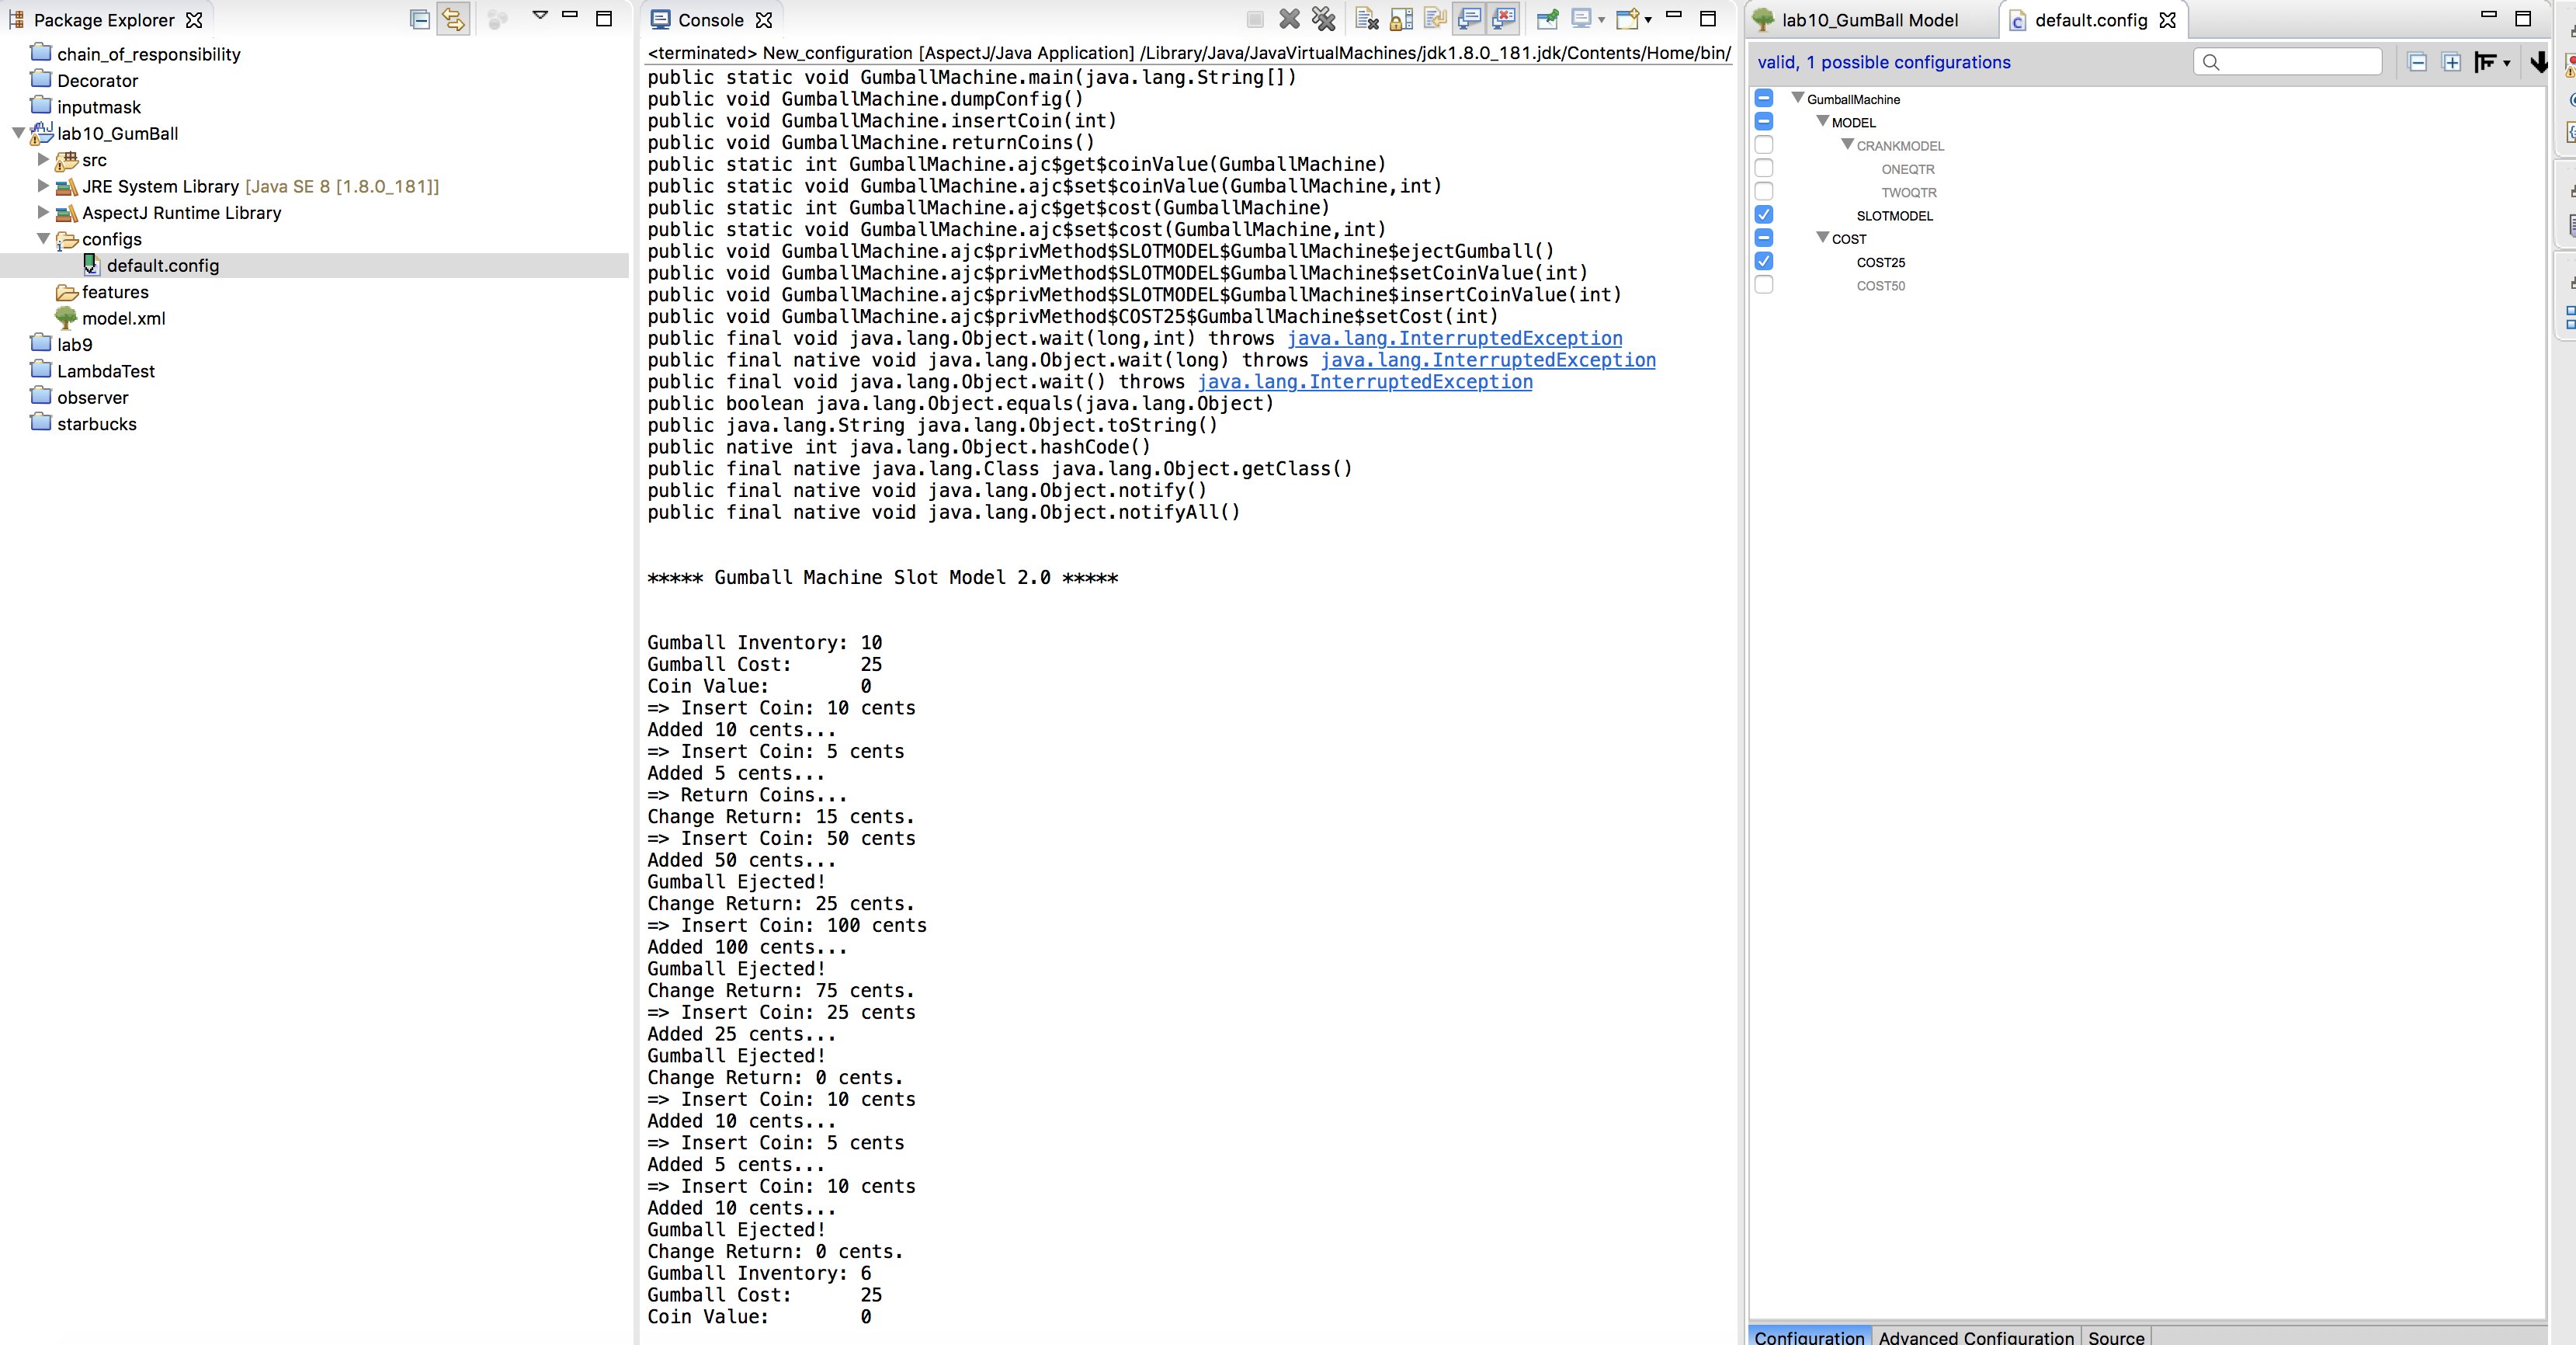 Package Explorer
chain_of_responsibility
Decorator
inputmask
lab10_GumBall
src
JRE System Library [Java SE 8 [1.8.0_181]]
AspectJ Runtime Library
configs
default.config
features
model.xml
lab9
LambdaTest
observer
starbucks
Console
<terminated> New_configuration [AspectJ/Java Application] /Library/Java/JavaVirtualMachines/jdk1.8.0_181.jdk/Contents/Home/bin/
public static void GumballMachine.main(java.lang.String[])
public void GumballMachine.dumpConfig()
public void GumballMachine.insertCoin(int)
public void GumballMachine.returnCoins()
public static int GumballMachine.ajc$get$coinValue(GumballMachine)
public static void GumballMachine.ajc$set$coinValue(GumballMachine,int)
public static int GumballMachine.ajc$get$cost(GumballMachine)
public static void GumballMachine.ajc$set$cost(GumballMachine,int)
public void GumballMachine.ajc$privMethod$SLOTMODEL$GumballMachine$ejectGumball()
public void GumballMachine.ajc$privMethod$SLOTMODEL$GumballMachine$setCoinValue(int)
public void GumballMachine.ajc$privMethod$SLOTMODEL$GumballMachine$insertCoinValue(int)
public void GumballMachine.ajc$privMethod$COST25$GumballMachine$setCost(int)
public final void java.lang.Object.wait(long,int) throws java.lang.InterruptedException
public final native void java.lang.Object.wait(long) throws java.lang.InterruptedException
public final void java.lang.Object.wait() throws java.lang.InterruptedException
public boolean java.lang.Object.equals(java.lang.Object)
public java.lang.String java.lang.Object.toString()
public native int java.lang.Object.hashCode()
public final native java.lang.Class java.lang.Object.getClass()
public final native void java.lang.Object.notify()
public final native void java.lang.Object.notifyAll()
***** Gumball Machine Slot Model 2.0 *****
Gumball Inventory: 10
Gumball Cost: 25
Coin Value: 0
=> Insert Coin: 10 cents
Added 10 cents...
=> Insert Coin: 5 cents
Added 5 cents...
=> Return Coins...
Change Return: 15 cents.
=> Insert Coin: 50 cents
Added 50 cents...
Gumball Ejected!
Change Return: 25 cents.
=> Insert Coin: 100 cents
Added 100 cents...
Gumball Ejected!
Change Return: 75 cents.
=> Insert Coin: 25 cents
Added 25 cents...
Gumball Ejected!
Change Return: 0 cents.
=> Insert Coin: 10 cents
Added 10 cents...
=> Insert Coin: 5 cents
Added 5 cents...
=> Insert Coin: 10 cents
Added 10 cents...
Gumball Ejected!
Change Return: 0 cents.
Gumball Inventory: 6
Gumball Cost: 25
Coin Value: 0
lab10_GumBall Model
default.config
valid, 1 possible configurations
GumballMachine
MODEL
CRANKMODEL
ONEQTR
TWOQTR
SLOTMODEL
COST
COST25
COST50
Configuration
Advanced Configuration
Source